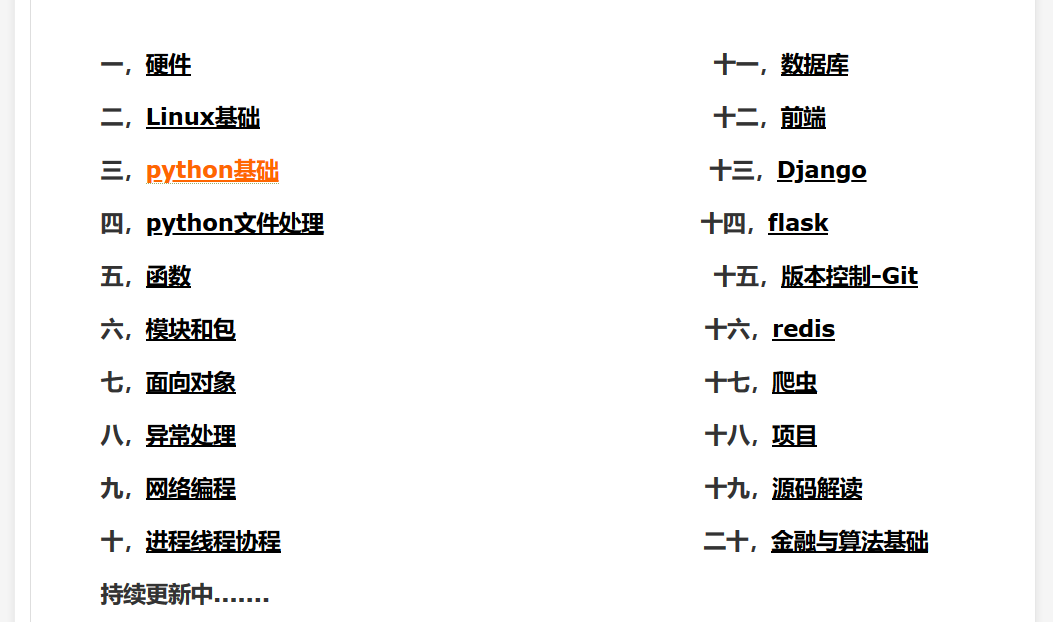 一，硬件
十一，数据库
二，Linux基础
十二，前端
三，python基础
十三，Django
四，python文件处理
十四，flask
五，函数
十五，版本控制-Git
六，模块和包
十六，redis
七，面向对象
十七，爬虫
八，异常处理
十八，项目
九，网络编程
十九，源码解读
十，进程线程协程
二十，金融与算法基础
持续更新中.......